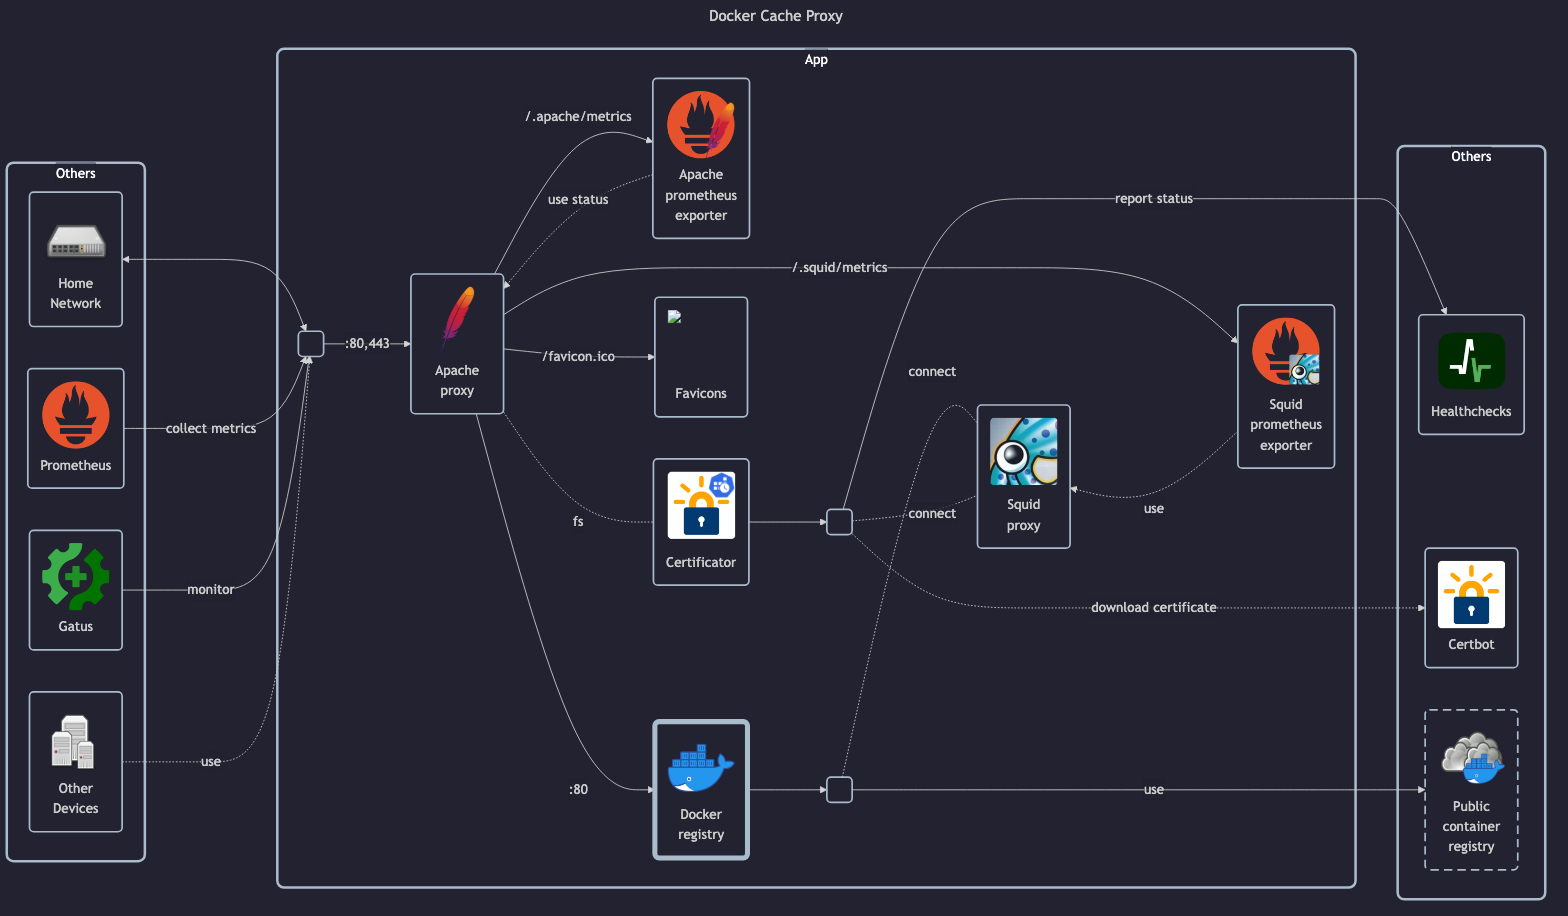 Docker Cache Proxy
App
Others
Home
Network
Prometheus
Gatus
Other
Devices
collect metrics
monitor
use
:80,443
Apache
proxy
/.apache/metrics
use status
Apache
prometheus
exporter
/.squid/metrics
/favicon.ico
Favicons
fs
Certificator
:80
Docker
registry
connect
connect
Squid
proxy
use
Squid
prometheus
exporter
report status
download certificate
use
Others
Healthchecks
Certbot
Public
container
registry